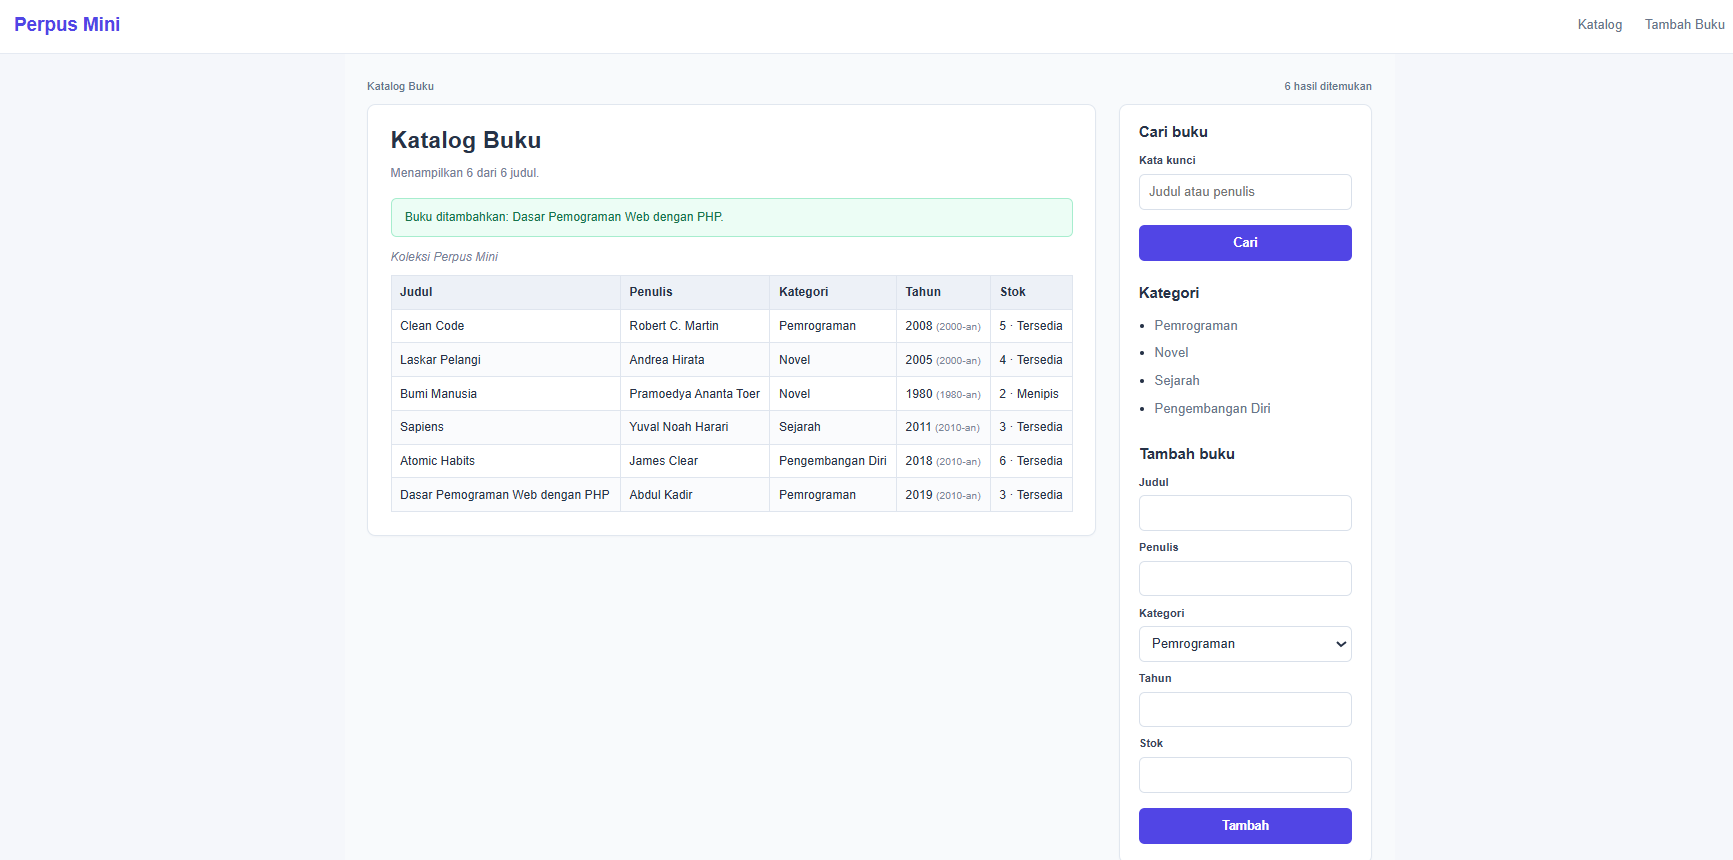 Perpus Mini
Katalog Tambah Buku
Katalog Buku
6 hasil ditemukan
Katalog Buku
Menampilkan 6 dari 6 judul.
Buku ditambahkan: Dasar Pemograman Web dengan PHP.
Koleksi Perpus Mini
Judul Penulis Kategori Tahun Stok
Clean Code Robert C. Martin Pemrograman 2008 (2000-an) 5 · Tersedia
Laskar Pelangi Andrea Hirata Novel 2005 (2000-an) 4 · Tersedia
Bumi Manusia Pramoedya Ananta Toer Novel 1980 (1980-an) 2 · Menipis
Sapiens Yuval Noah Harari Sejarah 2011 (2010-an) 3 · Tersedia
Atomic Habits James Clear Pengembangan Diri 2018 (2010-an) 6 · Tersedia
Dasar Pemograman Web dengan PHP Abdul Kadir Pemrograman 2019 (2010-an) 3 · Tersedia
Cari buku
Kata kunci
Judul atau penulis
Cari
Kategori
• Pemrograman
• Novel
• Sejarah
• Pengembangan Diri
Tambah buku
Judul
Penulis
Kategori
Pemrograman
Tahun
Stok
Tambah